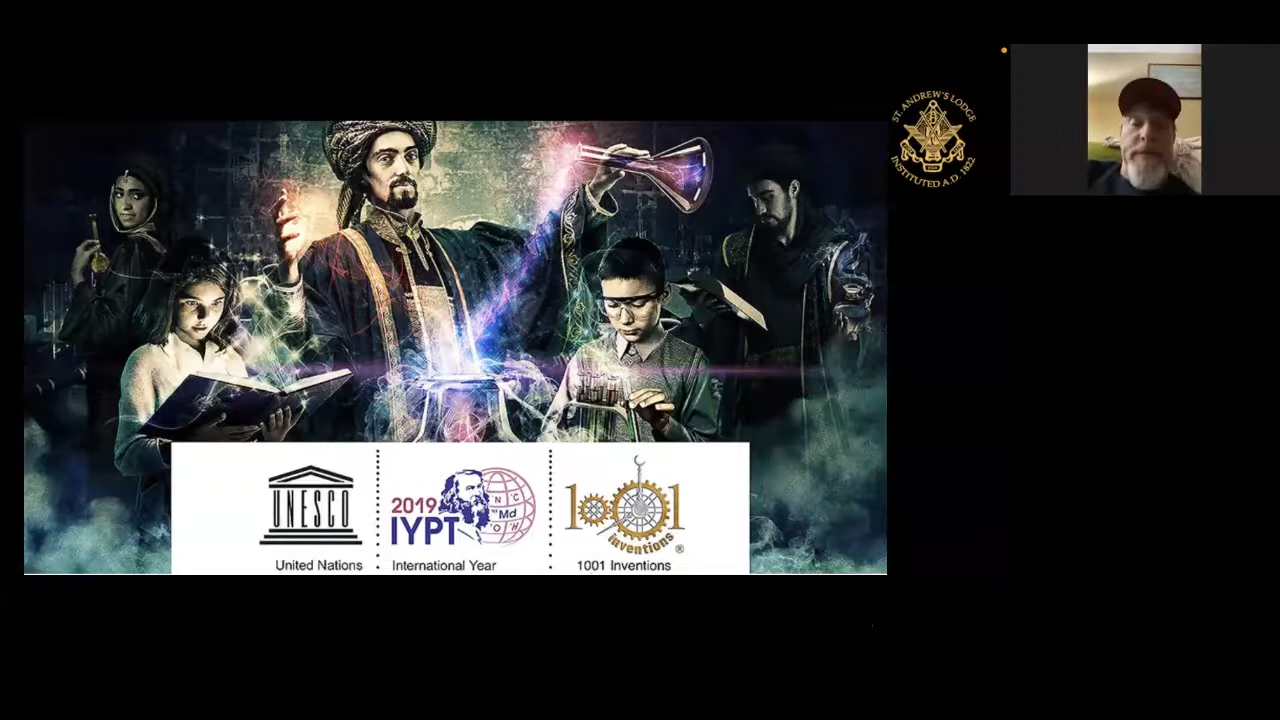 ST. ANDREW'S LODGE
INSTITUTED A.D. 1822
UNESCO
2019
IYPT
N
C
Md
O
H
1001
inventions®
United Nations
International Year
1001 Inventions